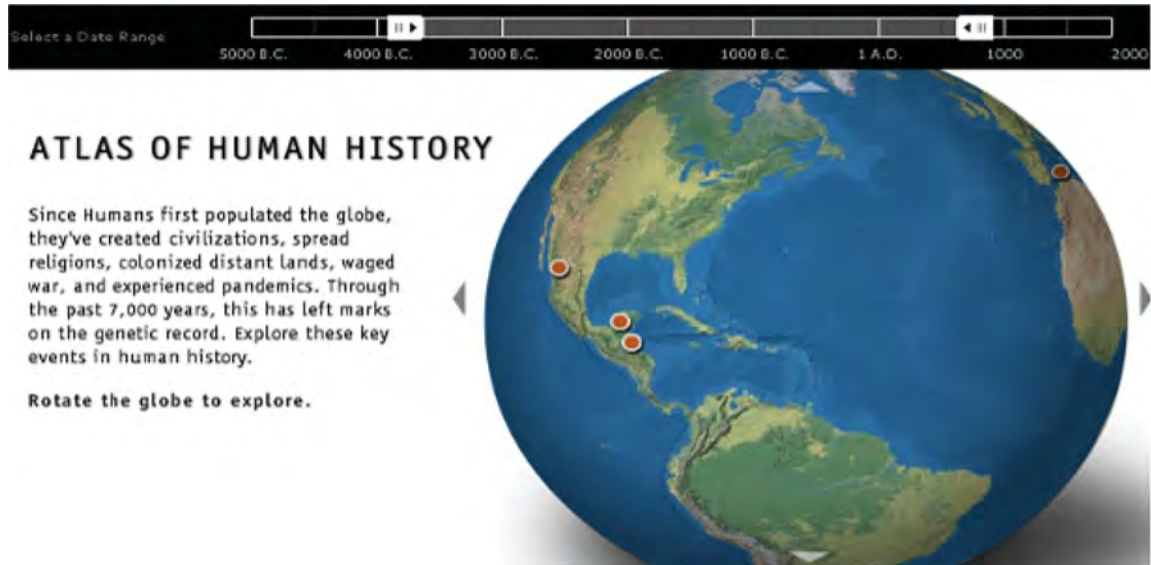 Select a Date Range
5000 B.C. 4000 B.C. 3000 B.C. 2000 B.C. 1000 B.C. 1 A.D. 1000 2000
ATLAS OF HUMAN HISTORY
Since Humans first populated the globe,
they've created civilizations, spread
religions, colonized distant lands, waged
war, and experienced pandemics. Through
the past 7,000 years, this has left marks
on the genetic record. Explore these key
events in human history.
Rotate the globe to explore.